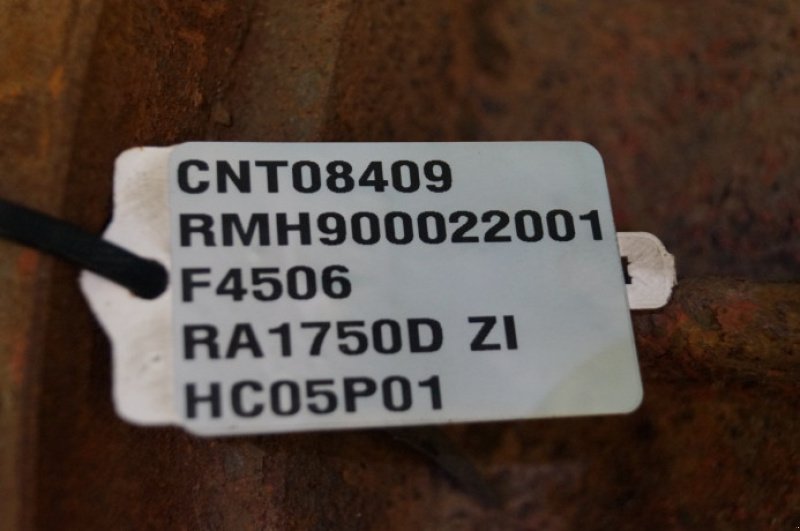 CNT08409
RMH900022001
F4506
RA1750D ZI
HC05P01